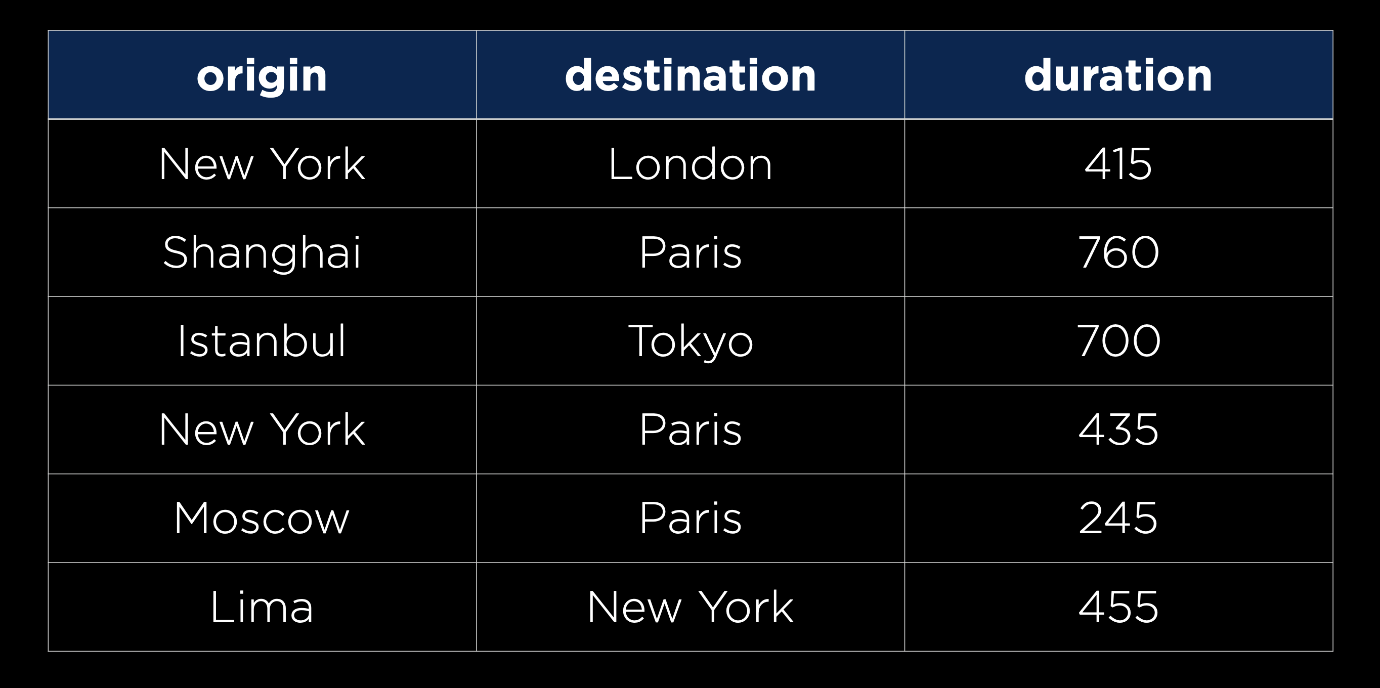 origin destination duration
New York London 415
Shanghai Paris 760
Istanbul Tokyo 700
New York Paris 435
Moscow Paris 245
Lima New York 455